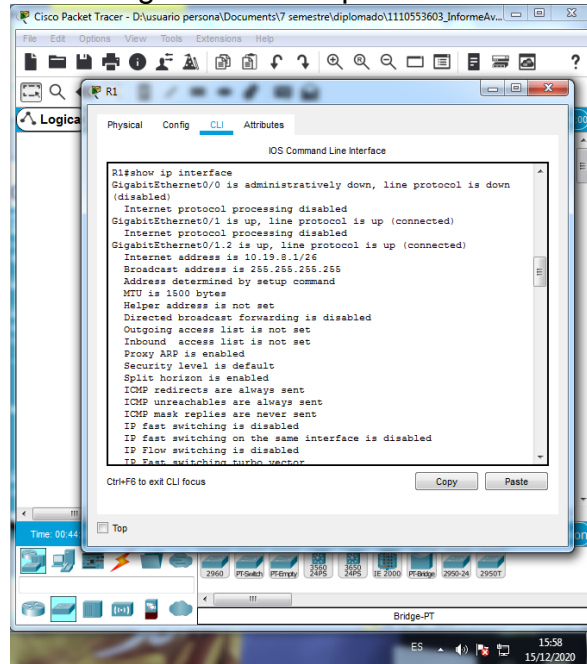 Cisco Packet Tracer - D:\usuario persona\Documents\7 semestre\diplomado\1110553603_InformeAv...
File Edit Options View Tools Extensions Help
R1
Logica
Physical Config CLI Attributes
IOS Command Line Interface
R1#show ip interface
GigabitEthernet0/0 is administratively down, line protocol is down
(disabled)
Internet protocol processing disabled
GigabitEthernet0/1 is up, line protocol is up (connected)
Internet protocol processing disabled
GigabitEthernet0/1.2 is up, line protocol is up (connected)
Internet address is 10.19.8.1/26
Broadcast address is 255.255.255.255
Address determined by setup command
MTU is 1500 bytes
Helper address is not set
Directed broadcast forwarding is disabled
Outgoing access list is not set
Inbound  access list is not set
Proxy ARP is enabled
Security level is default
Split horizon is enabled
ICMP redirects are always sent
ICMP unreachables are always sent
ICMP mask replies are never sent
IP fast switching is disabled
IP fast switching on the same interface is disabled
IP Flow switching is disabled
IP Fast switching turbo vector
Ctrl+F6 to exit CLI focus
Copy Paste
Top
Time: 00:44:
2960 PT-Switch PT-Empty 3560 24PS 3650 24PS IE 2000 PT-Bridge 2950-24 2950T
Bridge-PT
ES
15:58
15/12/2020